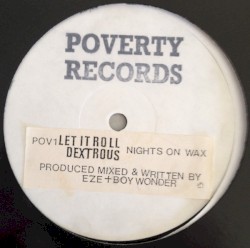 POVERTY
RECORDS
POV1 LET IT ROLL
DEXTROUS NIGHTS ON WAX
PRODUCED MIXED & WRITTEN BY
EZE + BOY WONDER ©